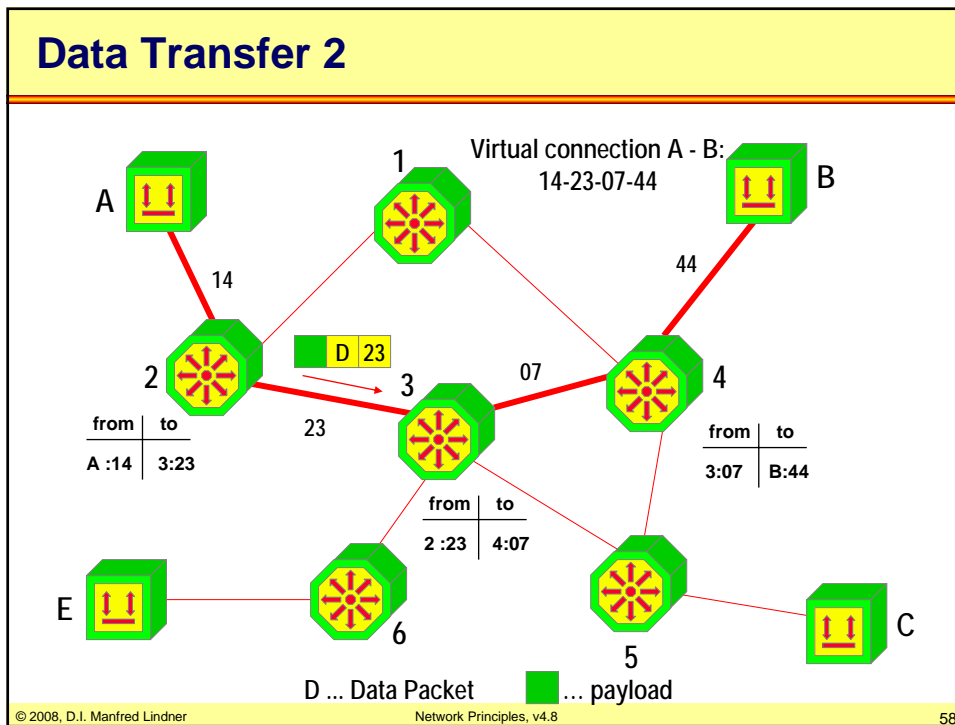 Data Transfer 2
Virtual connection A - B:
14-23-07-44
A
1
B
14
44
D 23
2
3
07
4
23
from to
A :14 3:23
from to
2 :23 4:07
from to
3:07 B:44
E
6
5
C
D ... Data Packet
... payload
© 2008, D.I. Manfred Lindner
Network Principles, v4.8
58